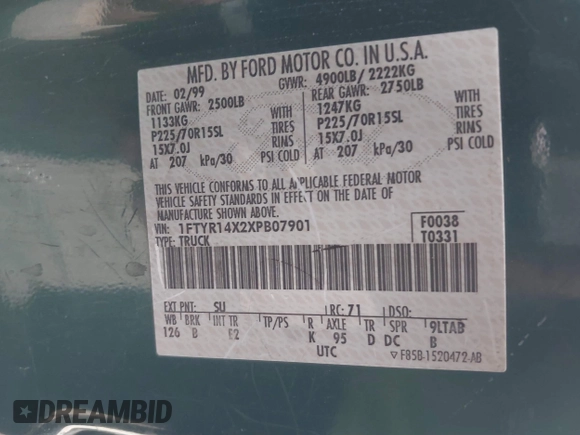 MFD. BY FORD MOTOR CO. IN U.S.A.
DATE: 02/99 GVWR: 4900LB/ 2222KG
FRONT GAWR: 2500LB REAR GAWR: 2750LB
1133KG WITH 1247KG WITH
P225/70R15SL TIRES P225/70R15SL TIRES
15X7.0J RIMS 15X7.0J RIMS
AT 207 kPa/30 PSI COLD AT 207 kPa/30 PSI COLD
THIS VEHICLE CONFORMS TO ALL APPLICABLE FEDERAL MOTOR
VEHICLE SAFETY STANDARDS IN EFFECT ON THE DATE OF
MANUFACTURE SHOWN ABOVE.
VIN: 1FTYR14X2XPB07901 F0038
TYPE: TRUCK T0331
EXT PNT: SU RC: 71 DSO:
WB BRK INT TR TP/PS R AXLE TR SPR 9LTAB
126 B E2 K 95 D DC B
UTC ▽F85B-1520472-AB
DREAMBID